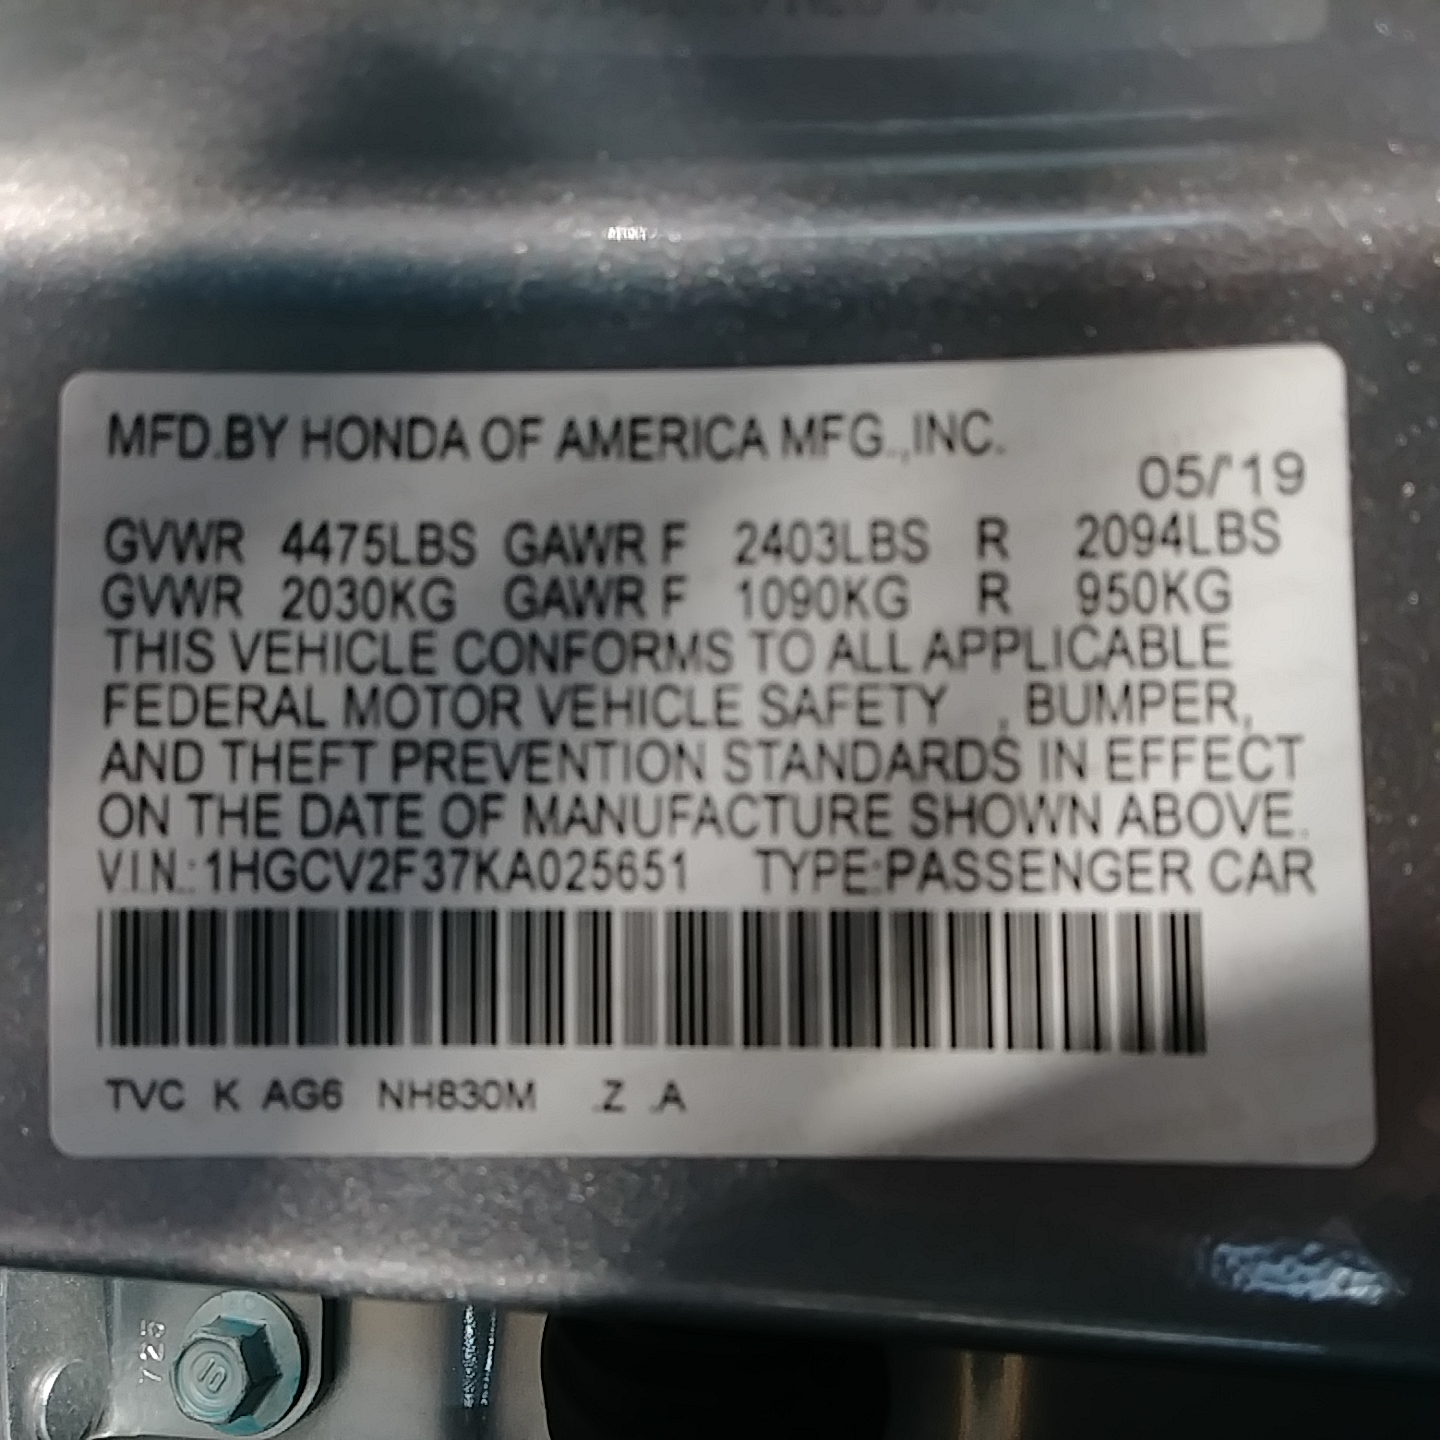 MFD.BY HONDA OF AMERICA MFG.,INC.
05/'19
GVWR 4475LBS GAWR F 2403LBS R 2094LBS
GVWR 2030KG GAWR F 1090KG R 950KG
THIS VEHICLE CONFORMS TO ALL APPLICABLE
FEDERAL MOTOR VEHICLE SAFETY , BUMPER,
AND THEFT PREVENTION STANDARDS IN EFFECT
ON THE DATE OF MANUFACTURE SHOWN ABOVE.
V.I.N.: 1HGCV2F37KA025651 TYPE:PASSENGER CAR
TVC K AG6 NH830M .Z .A
725